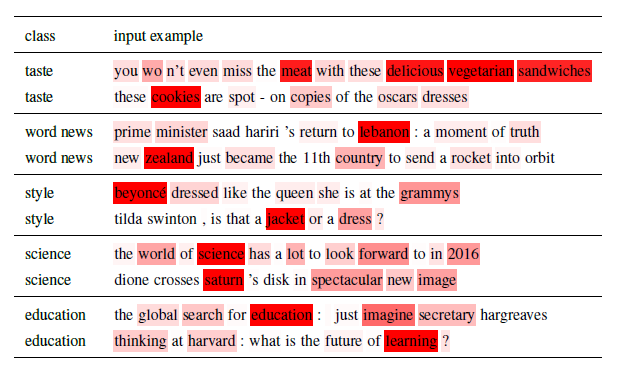 class input example
taste you wo n't even miss the meat with these delicious vegetarian sandwiches
taste these cookies are spot - on copies of the oscars dresses
word news prime minister saad hariri 's return to lebanon : a moment of truth
word news new zealand just became the 11th country to send a rocket into orbit
style beyoncé dressed like the queen she is at the grammys
style tilda swinton , is that a jacket or a dress ?
science the world of science has a lot to look forward to in 2016
science dione crosses saturn 's disk in spectacular new image
education the global search for education : just imagine secretary hargreaves
education thinking at harvard : what is the future of learning ?